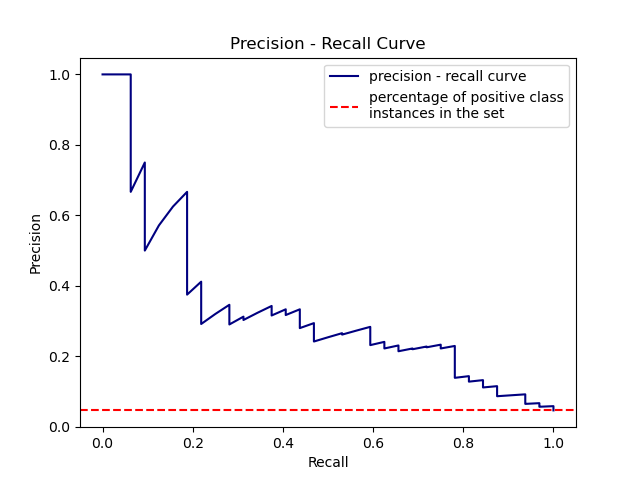 Precision - Recall Curve
precision - recall curve
percentage of positive class
instances in the set
Precision
1.0
0.8
0.6
0.4
0.2
0.0
0.0 0.2 0.4 0.6 0.8 1.0
Recall